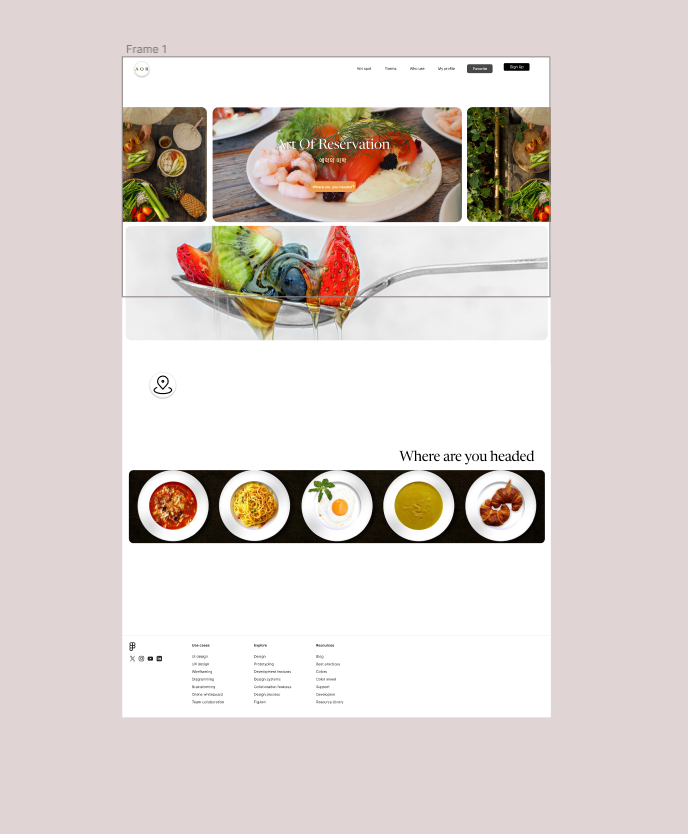 Frame 1
A O R
Hot spot
Theme
Who use
My profile
Favorite
Sign Up
Art Of Reservation
예약의 미학
Where are you headed?
Where are you headed
Use cases
UI design
UX design
Wireframing
Diagramming
Brainstorming
Online whiteboard
Team collaboration
Explore
Design
Prototyping
Development features
Design systems
Collaboration features
Design process
FigJam
Resources
Blog
Best practices
Colors
Color wheel
Support
Developers
Resource library